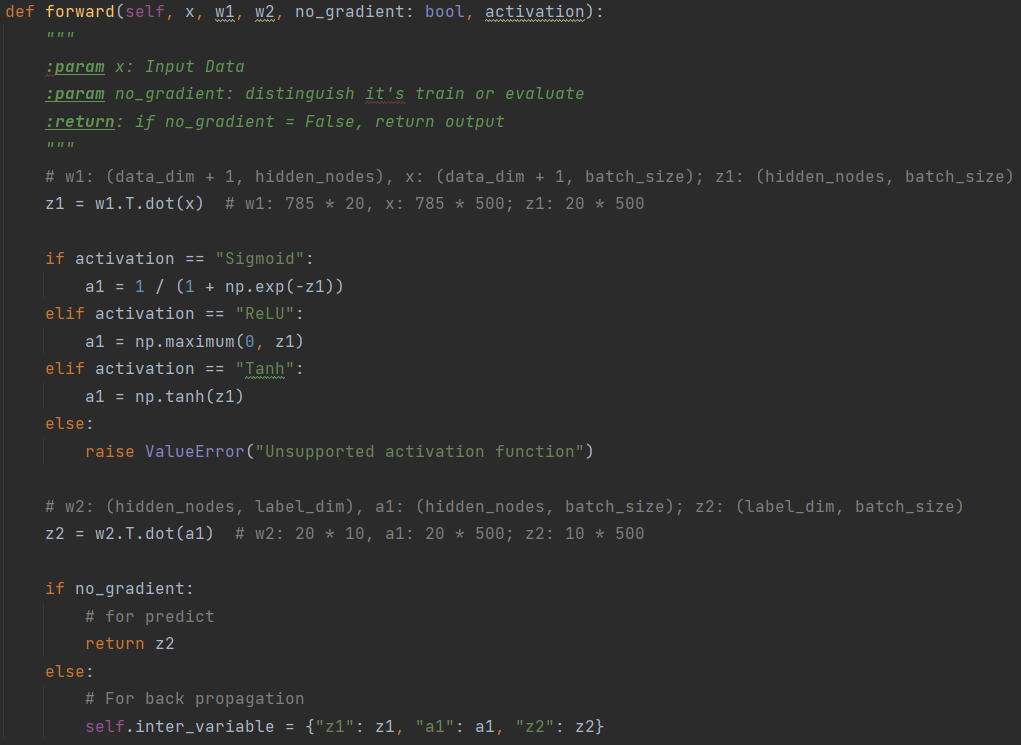 def forward(self, x, w1, w2, no_gradient: bool, activation):
    """
    :param x: Input Data
    :param no_gradient: distinguish it's train or evaluate
    :return: if no_gradient = False, return output
    """
    # w1: (data_dim + 1, hidden_nodes), x: (data_dim + 1, batch_size); z1: (hidden_nodes, batch_size)
    z1 = w1.T.dot(x)  # w1: 785 * 20, x: 785 * 500; z1: 20 * 500

    if activation == "Sigmoid":
        a1 = 1 / (1 + np.exp(-z1))
    elif activation == "ReLU":
        a1 = np.maximum(0, z1)
    elif activation == "Tanh":
        a1 = np.tanh(z1)
    else:
        raise ValueError("Unsupported activation function")

    # w2: (hidden_nodes, label_dim), a1: (hidden_nodes, batch_size); z2: (label_dim, batch_size)
    z2 = w2.T.dot(a1)  # w2: 20 * 10, a1: 20 * 500; z2: 10 * 500

    if no_gradient:
        # for predict
        return z2
    else:
        # For back propagation
        self.inter_variable = {"z1": z1, "a1": a1, "z2": z2}